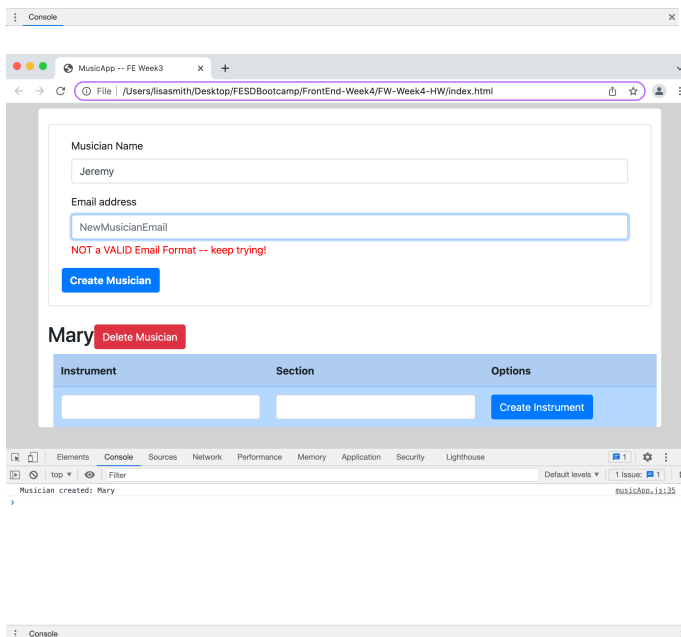 Console
MusicApp -- FE Week3
File | /Users/lisasmith/Desktop/FESDBootcamp/FrontEnd-Week4/FW-Week4-HW/index.html
Musician Name
Jeremy
Email address
NewMusicianEmail
NOT a VALID Email Format -- keep trying!
Create Musician
Mary Delete Musician
Instrument Section Options
Create Instrument
Elements Console Sources Network Performance Memory Application Security Lighthouse 1
top Filter Default levels 1 Issue: 1
Musician created: Mary musicApp.js:35
Console